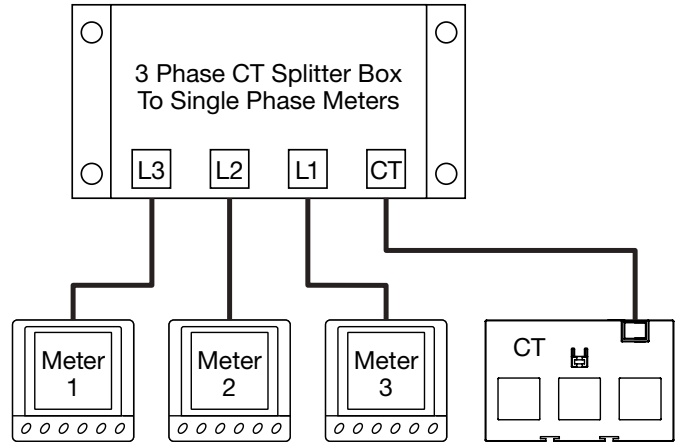 3 Phase CT Splitter Box
To Single Phase Meters
L3 L2 L1 CT
Meter
1
Meter
2
Meter
3
CT